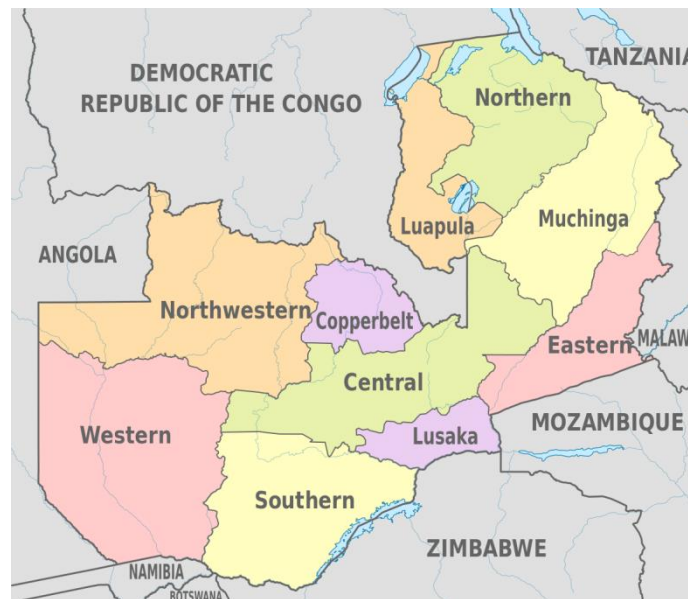 TANZANIA
DEMOCRATIC
REPUBLIC OF THE CONGO
Northern
Muchinga
Luapula
ANGOLA
Northwestern
Copperbelt
Eastern
MALAW
Central
Western
Lusaka
MOZAMBIQUE
Southern
ZIMBABWE
NAMIBIA
BOTSWANA